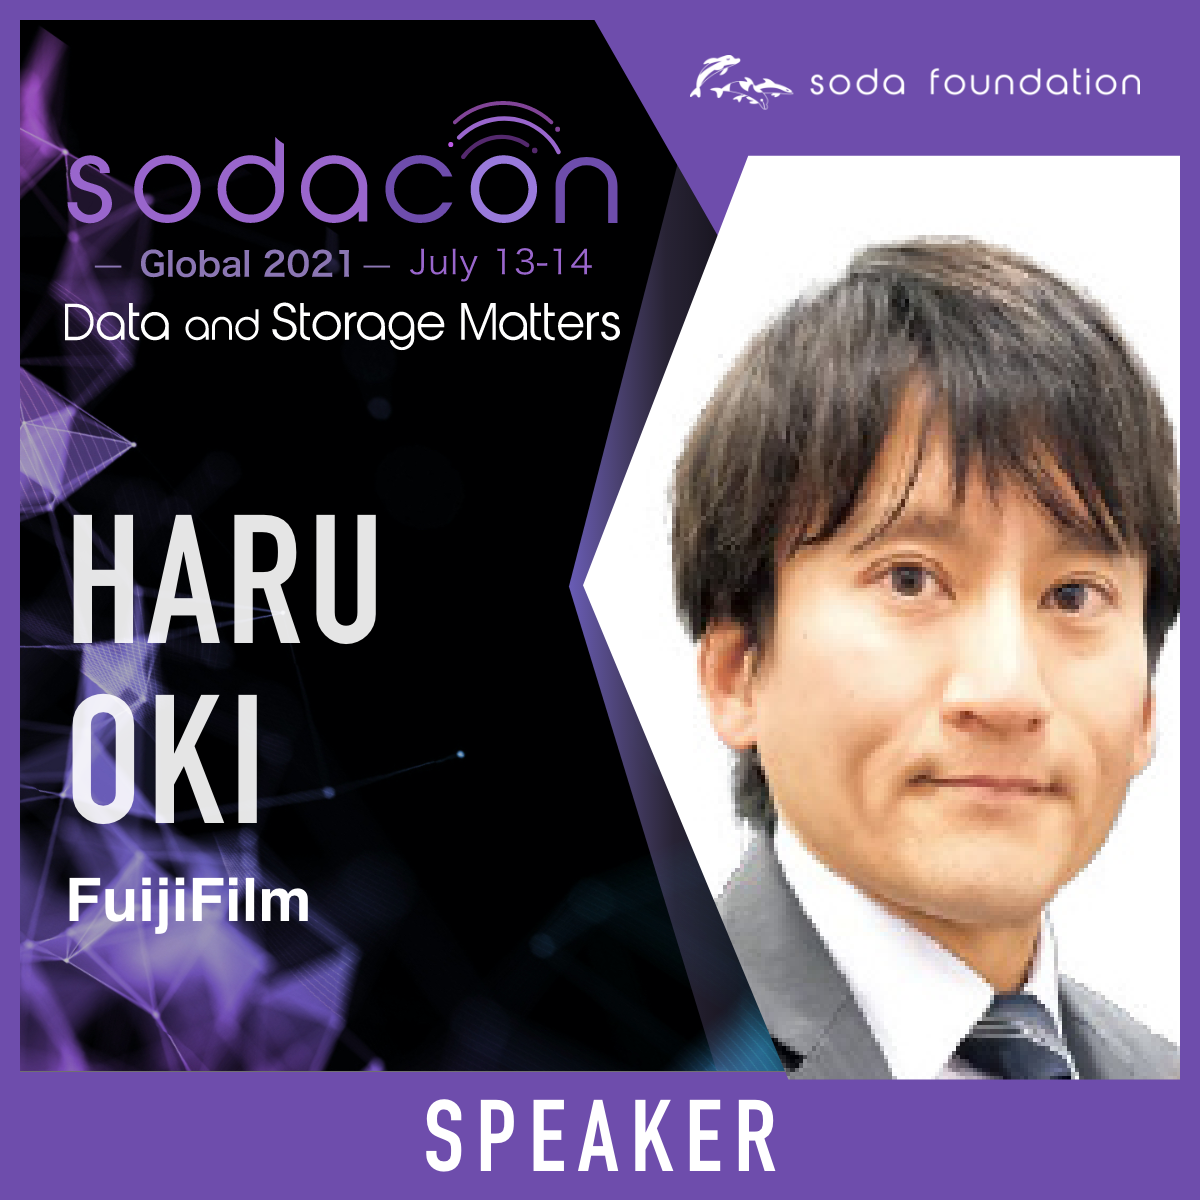 soda foundation
sodacon
— Global 2021 — July 13-14
Data and Storage Matters
HARU
OKI
FuijiFilm
SPEAKER